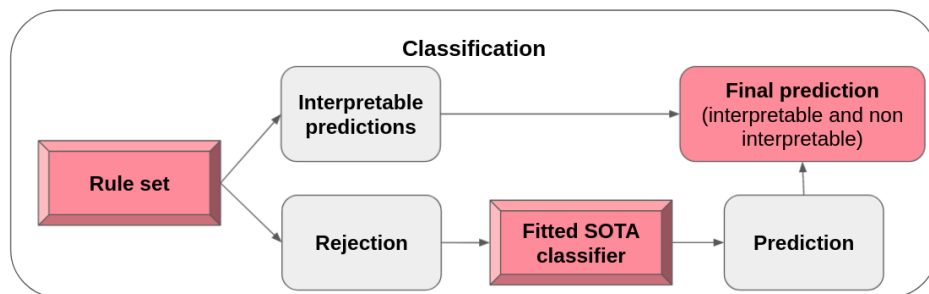 Classification
Interpretable
predictions
Final prediction
(interpretable and non
interpretable)
Rule set
Rejection
Fitted SOTA
classifier
Prediction